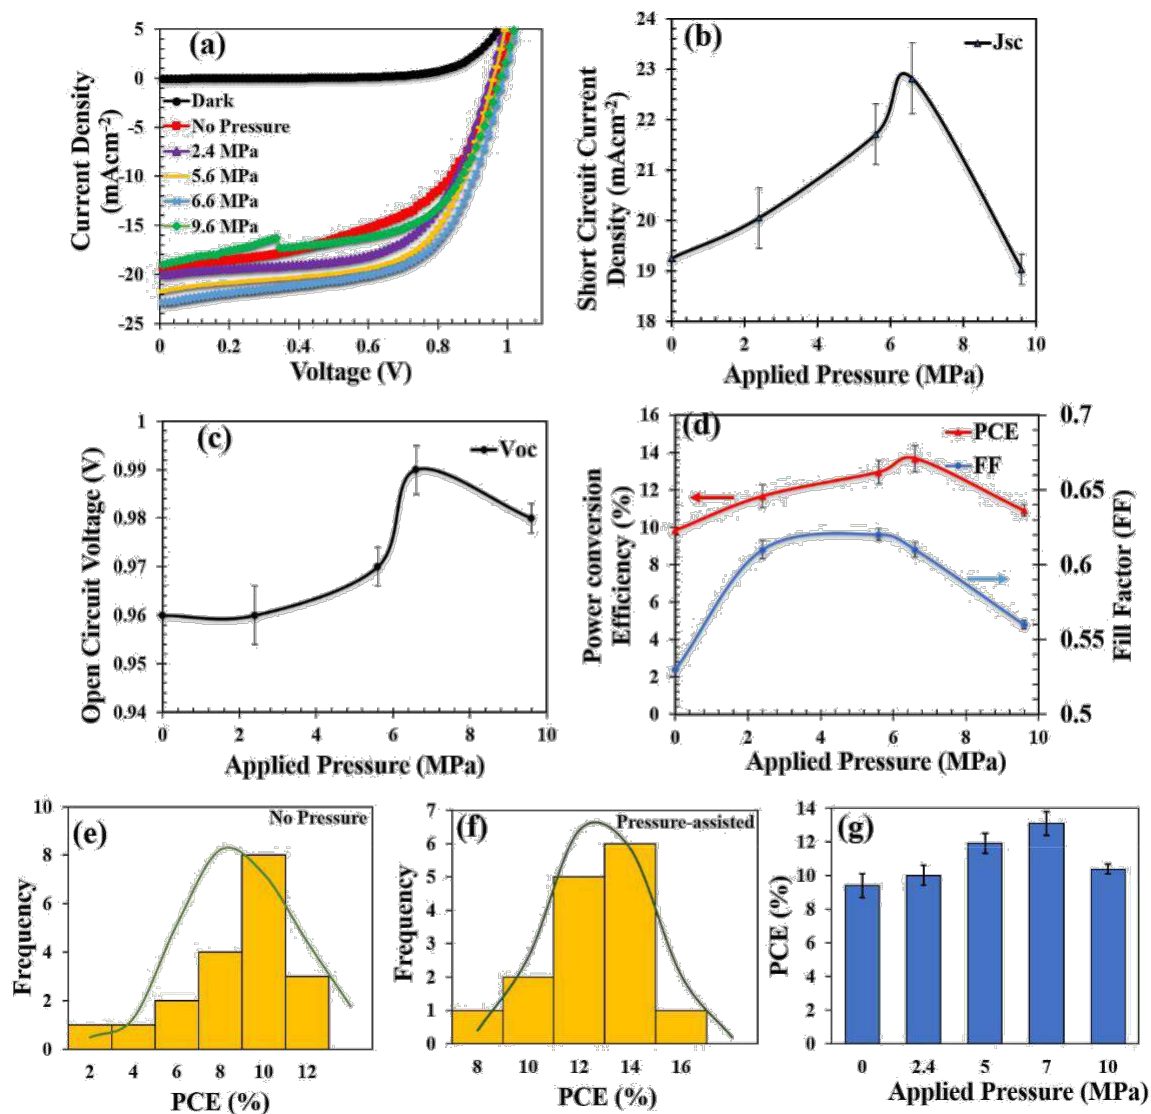 (a)
5
0
-5
-10
-15
-20
-25
Current Density
(mAcm-2)
Dark
No Pressure
2.4 MPa
5.6 MPa
6.6 MPa
9.6 MPa
0 0.2 0.4 0.6 0.8 1
Voltage (V)
(b)
24
23
22
21
20
19
18
Short Circuit Current
Density (mAcm-2)
Jsc
0 2 4 6 8 10
Applied Pressure (MPa)
(c)
1
0.99
0.98
0.97
0.96
0.95
0.94
Open Circuit Voltage (V)
Voc
0 2 4 6 8 10
Applied Pressure (MPa)
(d)
16
14
12
10
8
6
4
2
0
Power conversion
Efficiency (%)
PCE
FF
0.7
0.65
0.6
0.55
0.5
Fill Factor (FF)
0 2 4 6 8 10
Applied Pressure (MPa)
(e)
No Pressure
10
8
6
4
2
0
Frequency
2 4 6 8 10 12
PCE (%)
(f)
Pressure-assisted
7
6
5
4
3
2
1
0
Frequency
8 10 12 14 16
PCE (%)
(g)
14
12
10
8
6
4
2
0
PCE (%)
0 2.4 5 7 10
Applied Pressure (MPa)